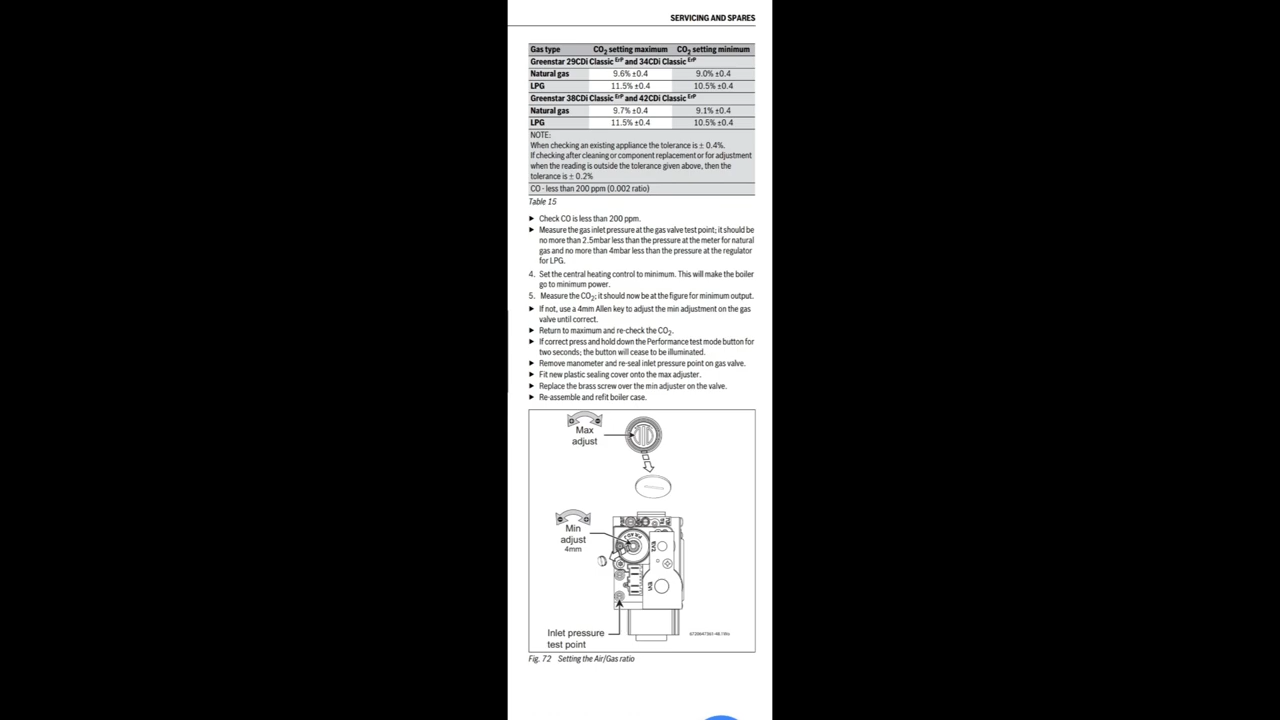 SERVICING AND SPARES
Gas type CO2 setting maximum CO2 setting minimum
Greenstar 29CDi Classic ErP and 34CDi Classic ErP
Natural gas 9.6% ±0.4 9.0% ±0.4
LPG 11.5% ±0.4 10.5% ±0.4
Greenstar 38CDi Classic ErP and 42CDi Classic ErP
Natural gas 9.7% ±0.4 9.1% ±0.4
LPG 11.5% ±0.4 10.5% ±0.4
NOTE:
When checking an existing appliance the tolerance is ± 0.4%.
If checking after cleaning or component replacement or for adjustment
when the reading is outside the tolerance given above, then the
tolerance is ± 0.2%
CO - less than 200 ppm (0.002 ratio)
Table 15
▶ Check CO is less than 200 ppm.
▶ Measure the gas inlet pressure at the gas valve test point; it should be
no more than 2.5mbar less than the pressure at the meter for natural
gas and no more than 4mbar less than the pressure at the regulator
for LPG.
4. Set the central heating control to minimum. This will make the boiler
go to minimum power.
5. Measure the CO2; it should now be at the figure for minimum output.
▶ If not, use a 4mm Allen key to adjust the min adjustment on the gas
valve until correct.
▶ Return to maximum and re-check the CO2.
▶ If correct press and hold down the Performance test mode button for
two seconds; the button will cease to be illuminated.
▶ Remove manometer and re-seal inlet pressure point on gas valve.
▶ Fit new plastic sealing cover onto the max adjuster.
▶ Replace the brass screw over the min adjuster on the valve.
▶ Re-assemble and refit boiler case.
Max
adjust
Min
adjust
4mm
Inlet pressure
test point
Fig. 72 Setting the Air/Gas ratio